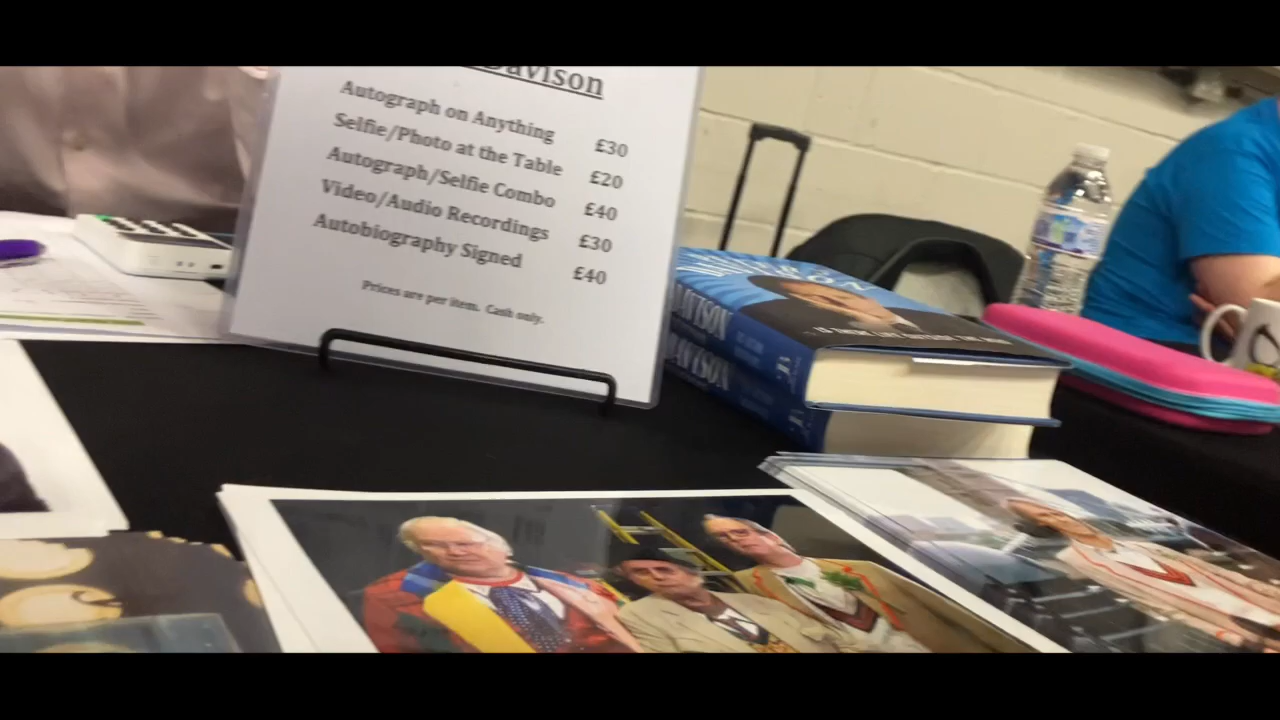 Davison
Autograph on Anything £30
Selfie/Photo at the Table £20
Autograph/Selfie Combo £40
Video/Audio Recordings £30
Autobiography Signed £40
Prices are per item. Cash only.
DAVISON
DAVISON